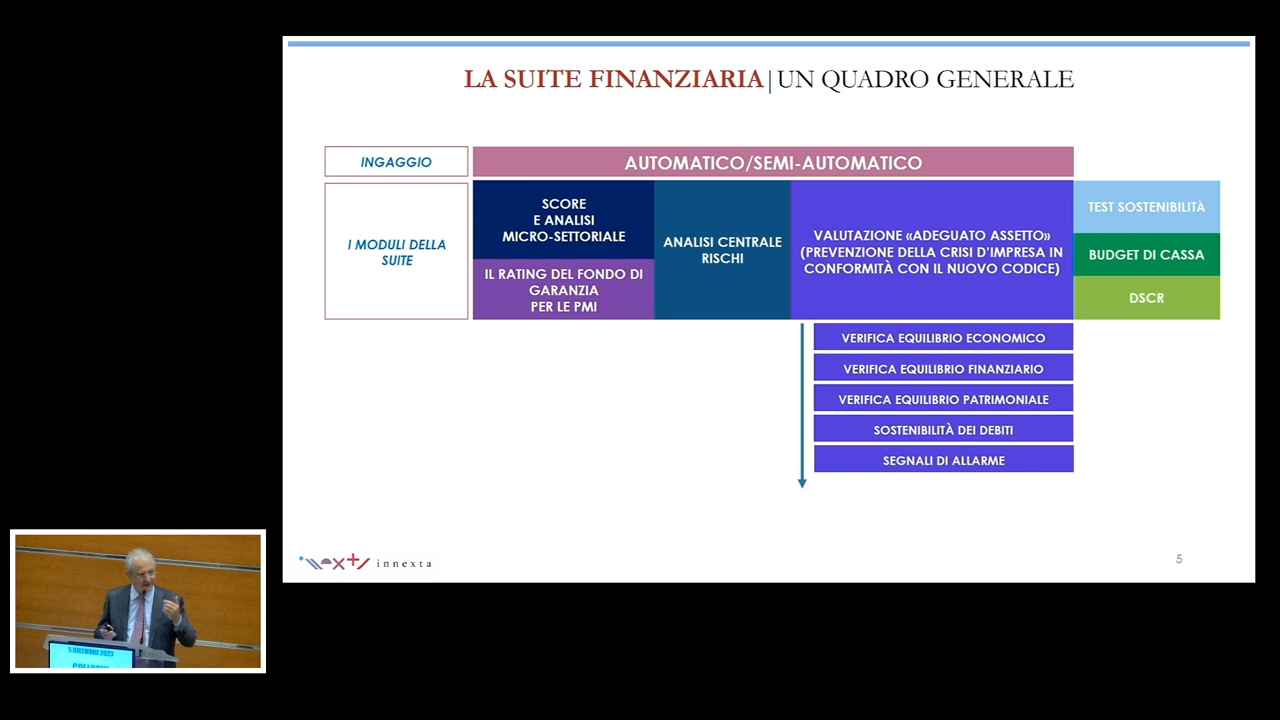 LA SUITE FINANZIARIA|UN QUADRO GENERALE
INGAGGIO
AUTOMATICO/SEMI-AUTOMATICO
I MODULI DELLA
SUITE
SCORE
E ANALISI
MICRO-SETTORIALE
IL RATING DEL FONDO DI
GARANZIA
PER LE PMI
ANALISI CENTRALE
RISCHI
VALUTAZIONE «ADEGUATO ASSETTO»
(PREVENZIONE DELLA CRISI D'IMPRESA IN
CONFORMITÀ CON IL NUOVO CODICE)
TEST SOSTENIBILITÀ
BUDGET DI CASSA
DSCR
VERIFICA EQUILIBRIO ECONOMICO
VERIFICA EQUILIBRIO FINANZIARIO
VERIFICA EQUILIBRIO PATRIMONIALE
SOSTENIBILITÀ DEI DEBITI
SEGNALI DI ALLARME
innexta
5
5 DICEMBRE 2023